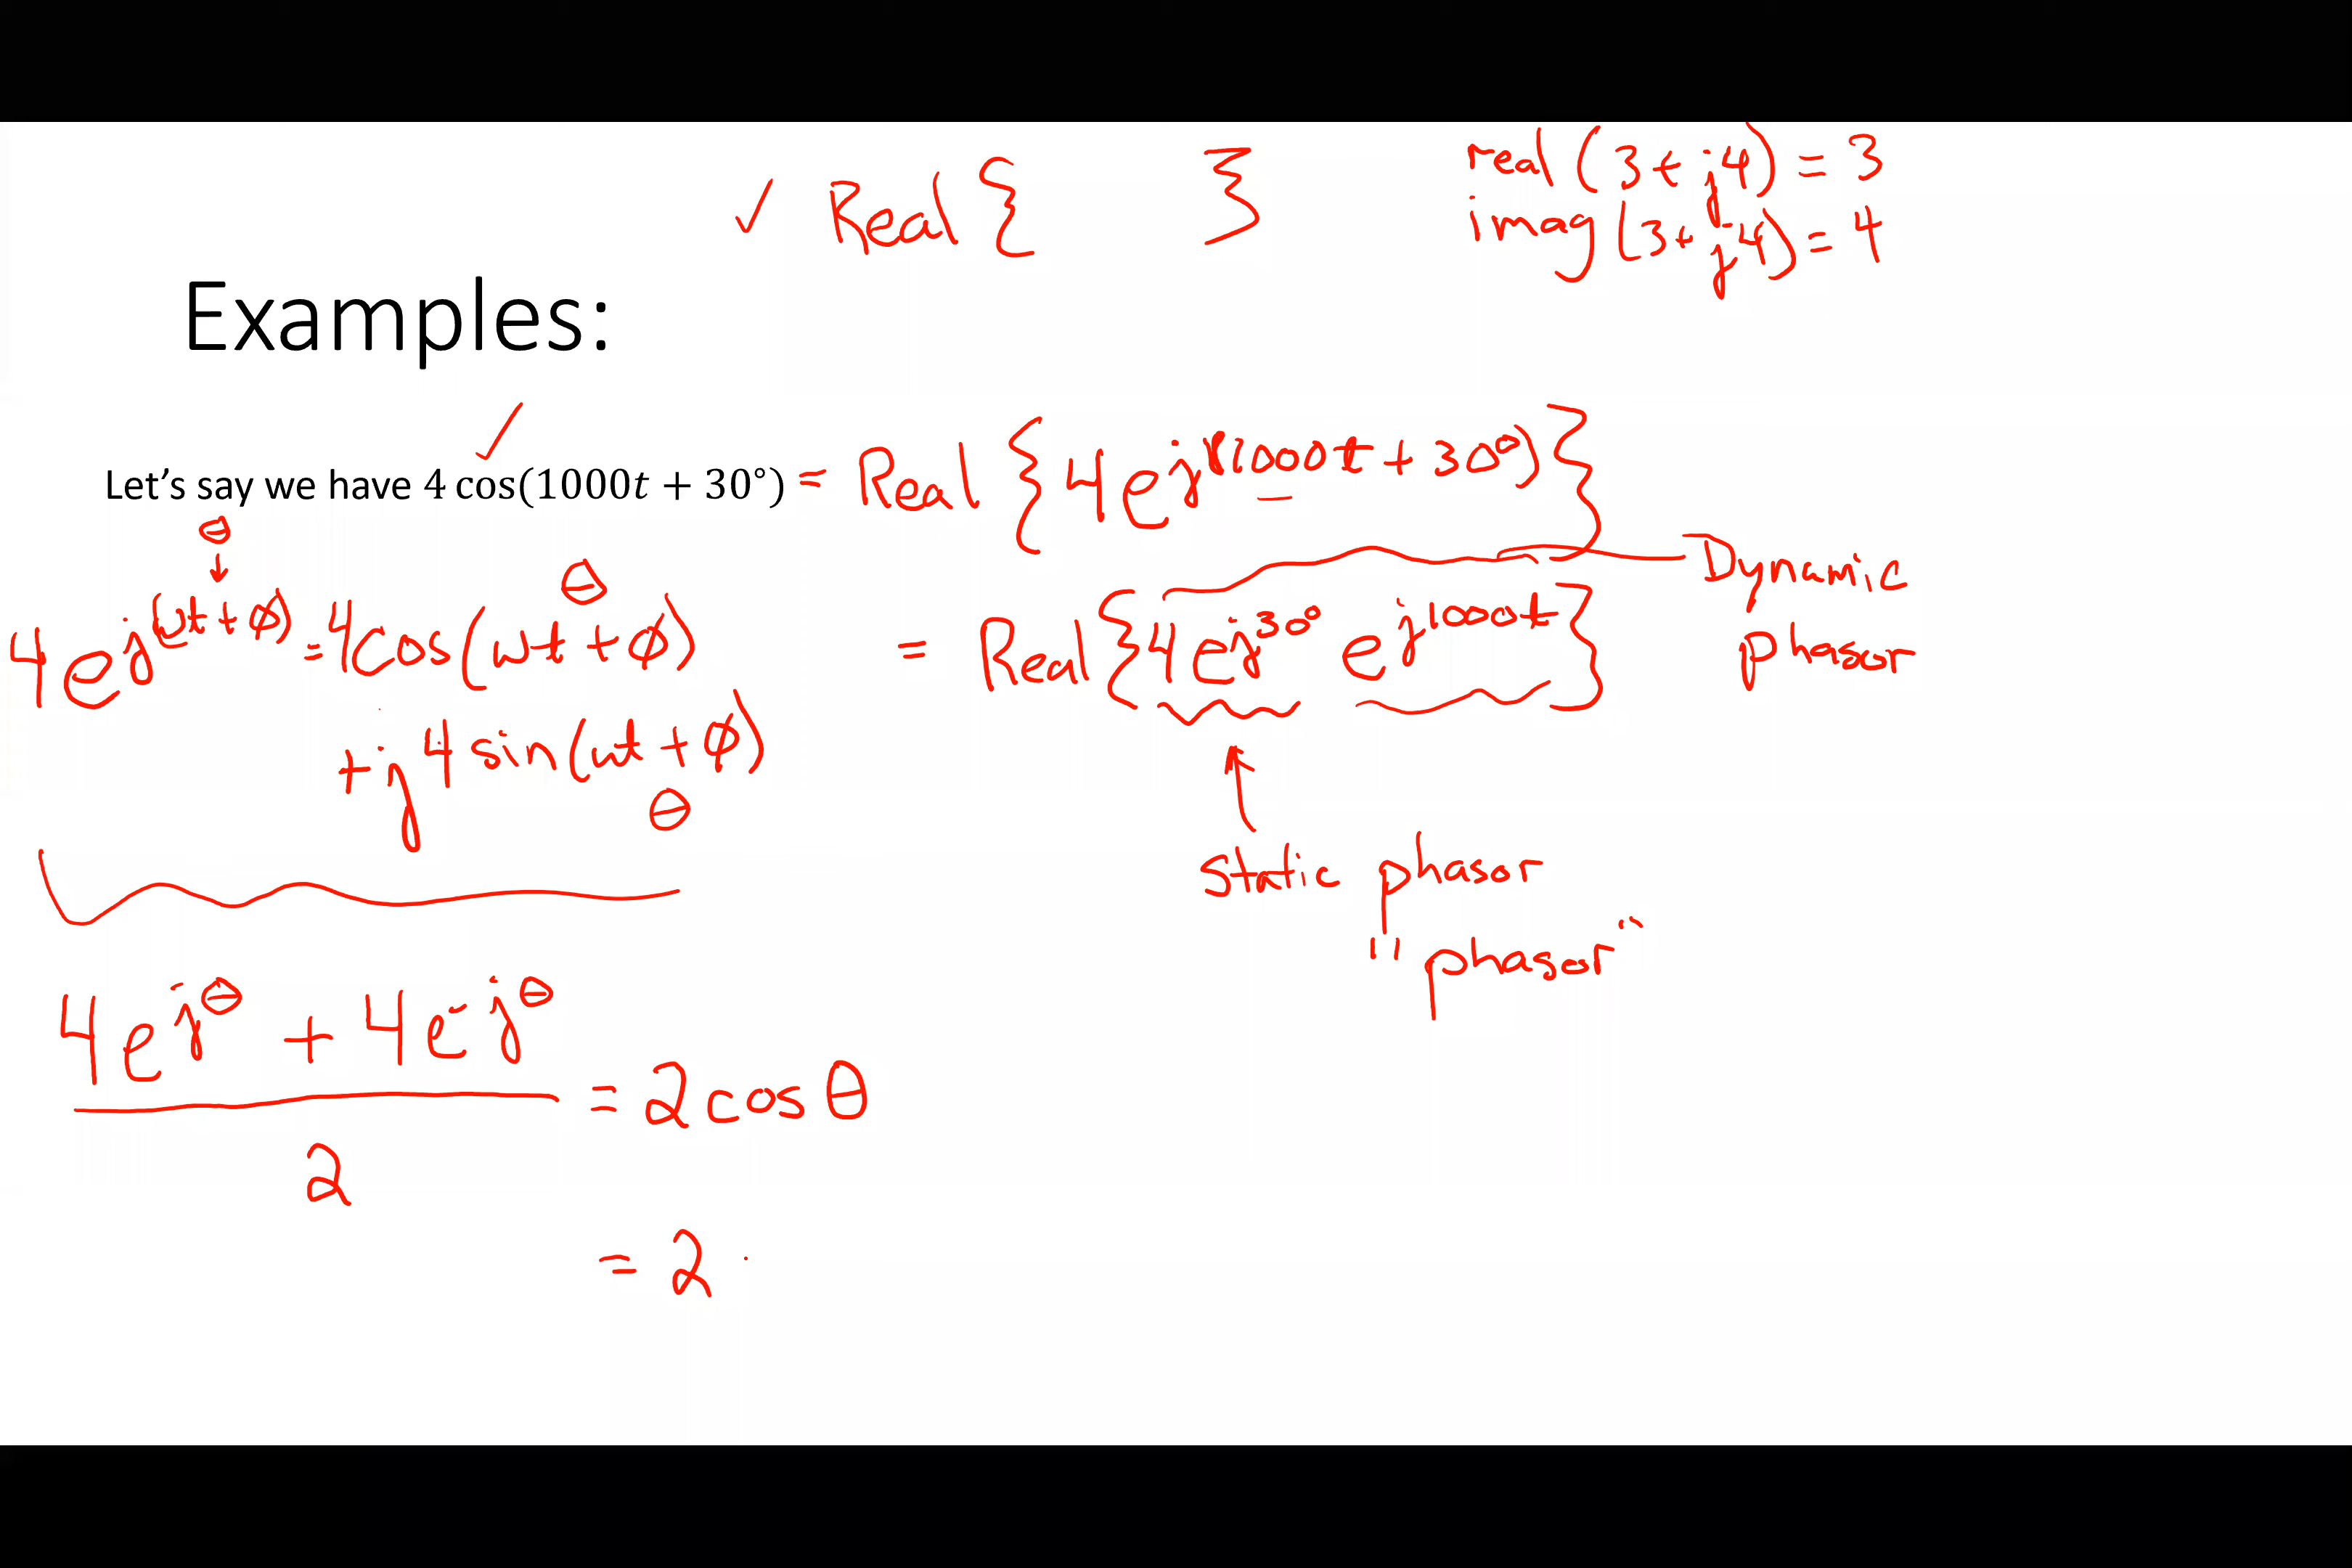 ✓ Real {      }
real (3 + j4) = 3
imag (3 + j4) = 4
Examples:
✓
Let's say we have 4 cos(1000t + 30°) = Real {4e^j(1000t + 30°)}
θ
↓
4e^j(ωt + ϕ) = 4cos(ωt + ϕ)
θ
+ j4 sin(ωt + ϕ)
θ
= Real {4e^j30° e^j1000t}
Dynamic
Phasor
static phasor
"phasor"
4e^jθ + 4e^-jθ
2
= 2 cos θ
= 2 ·